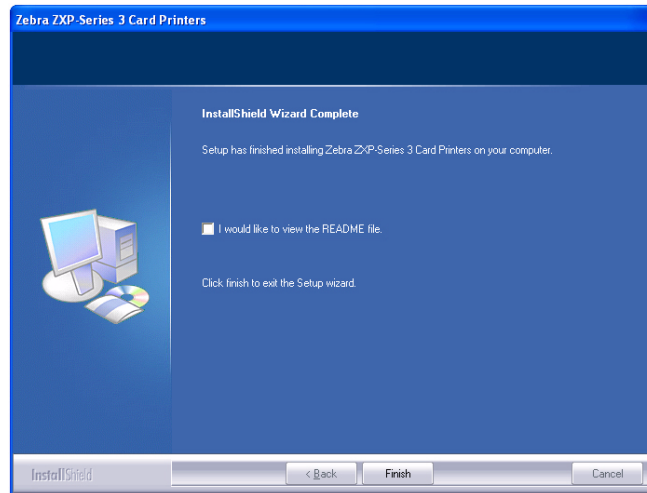 Zebra ZXP-Series 3 Card Printers
InstallShield Wizard Complete
Setup has finished installing Zebra ZXP-Series 3 Card Printers on your computer.
I would like to view the README file.
Click finish to exit the Setup wizard.
InstallShield
< Back
Finish
Cancel